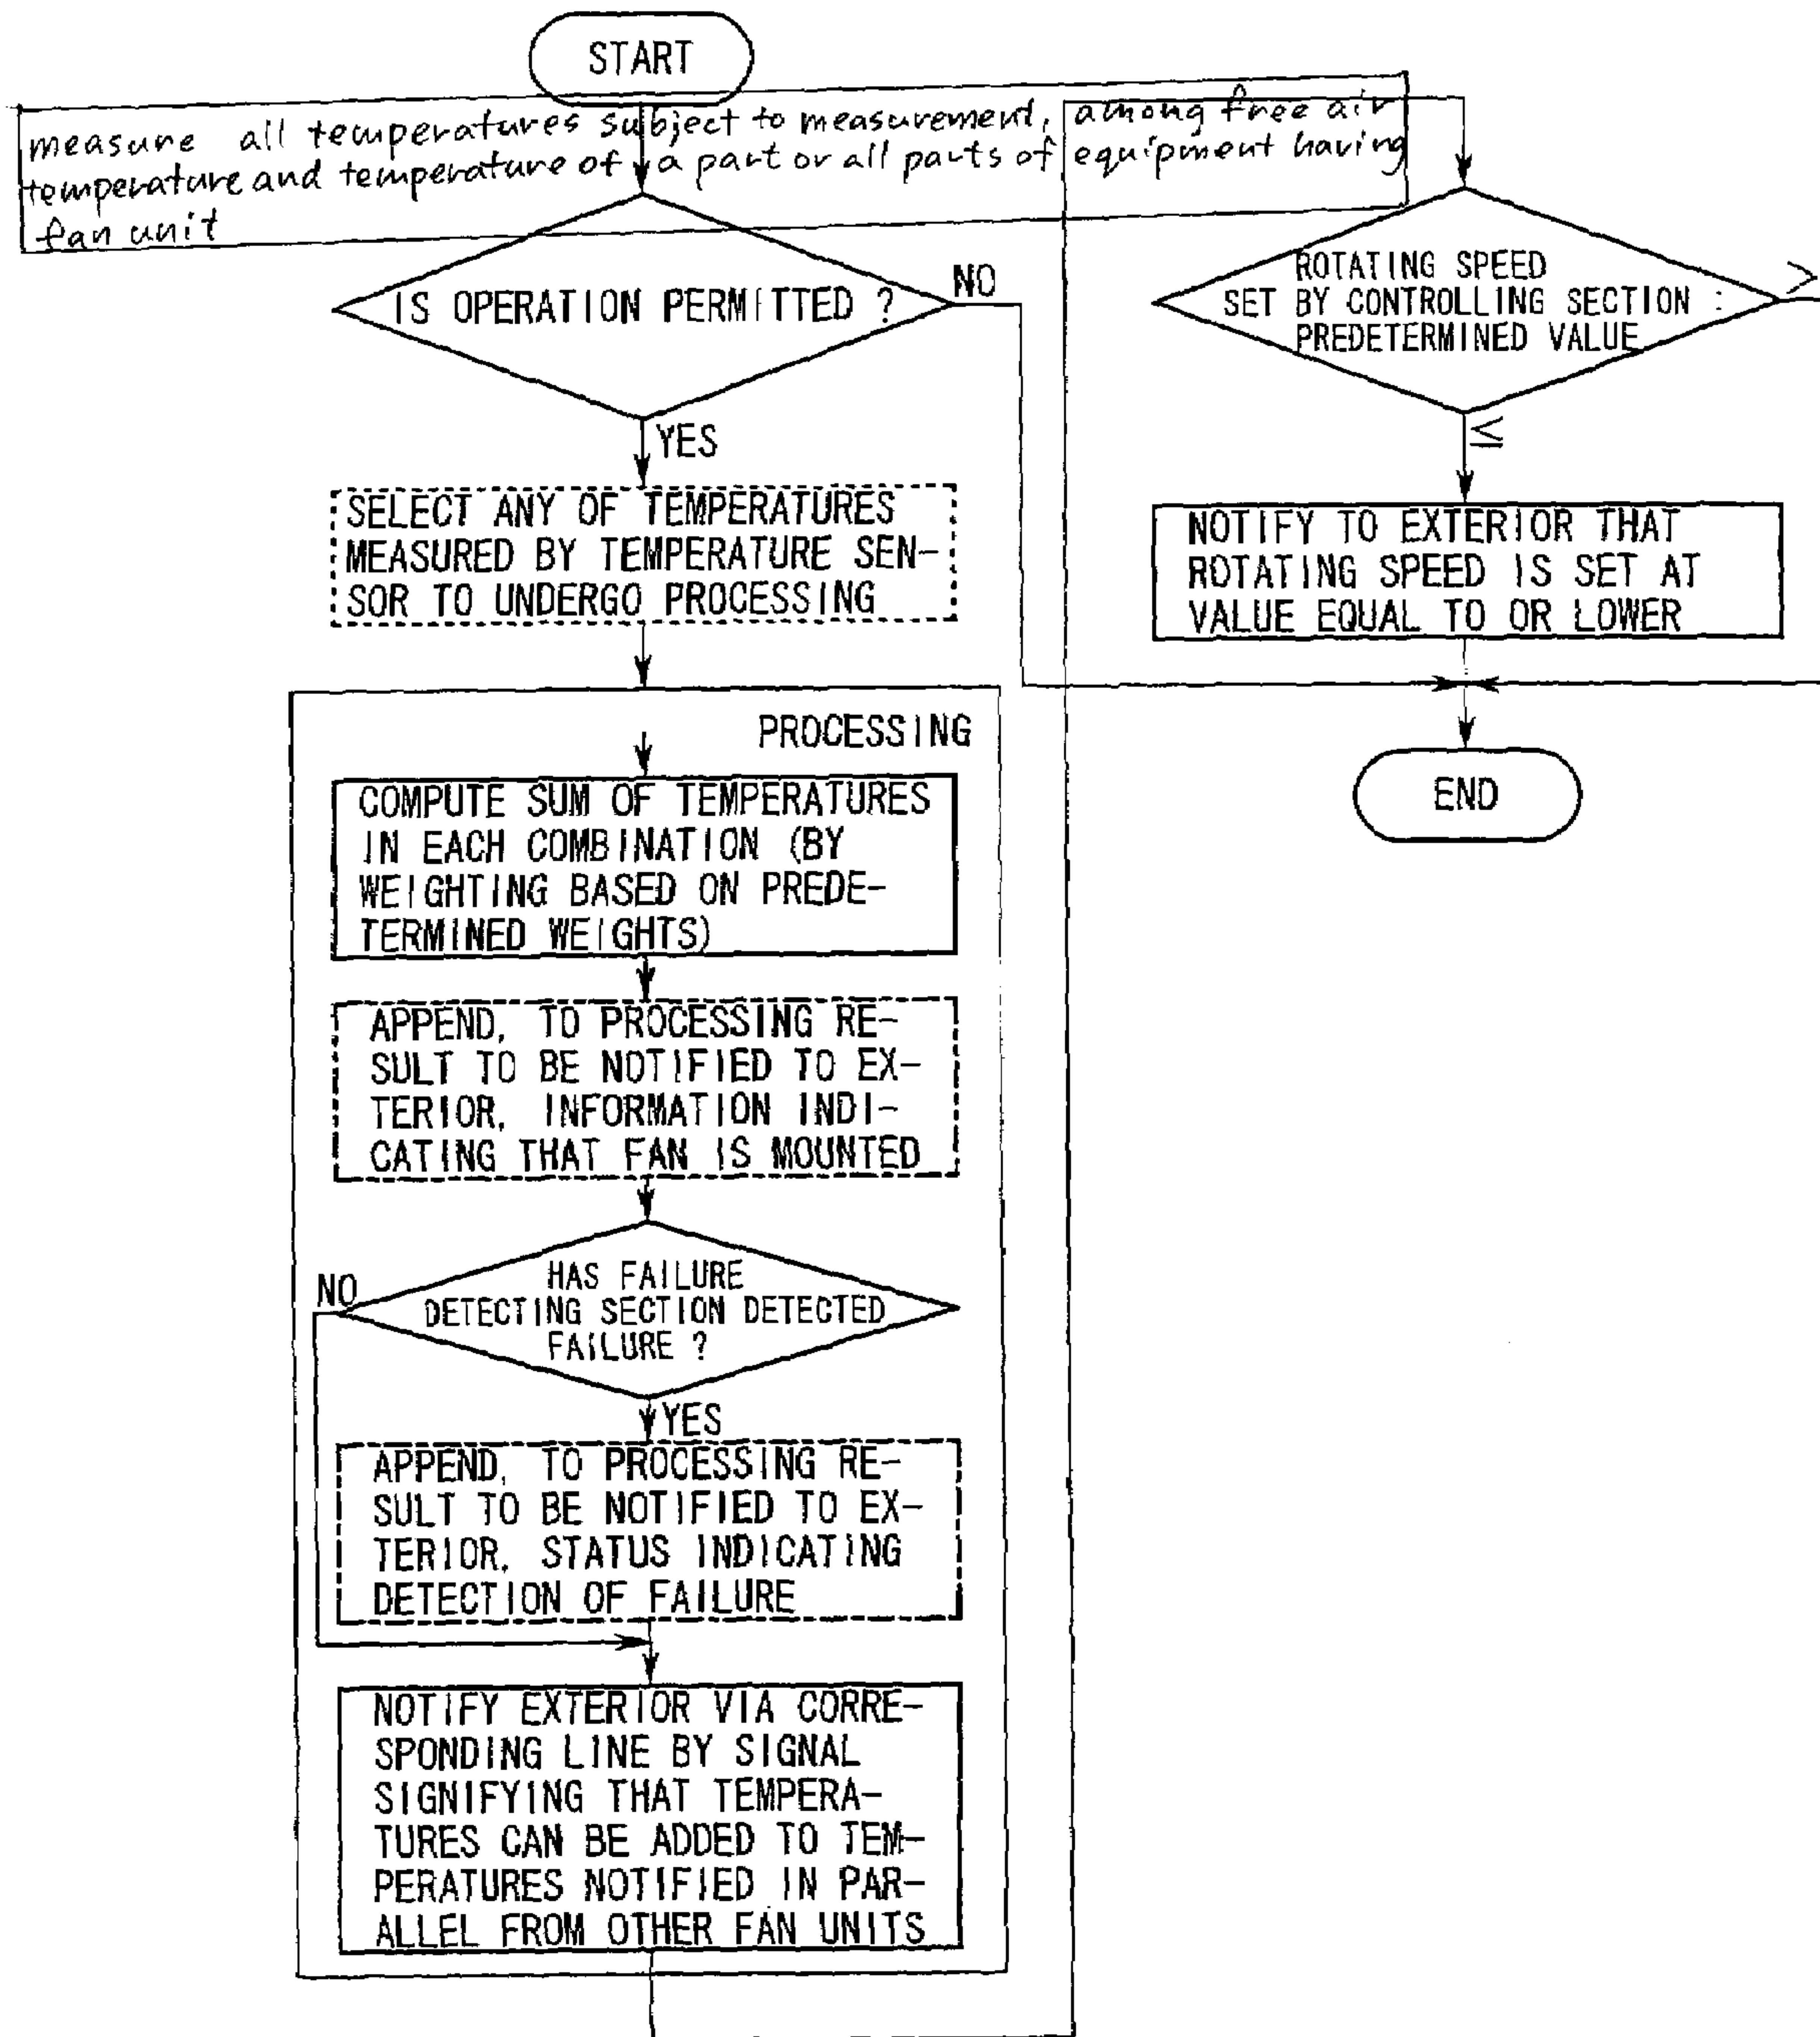 START
measure all temperatures subject to measurement, among free air
temperature and temperature of a part or all parts of equipment having
fan unit
IS OPERATION PERMITTED ?
NO
YES
SELECT ANY OF TEMPERATURES
MEASURED BY TEMPERATURE SEN-
SOR TO UNDERGO PROCESSING
PROCESSING
COMPUTE SUM OF TEMPERATURES
IN EACH COMBINATION (BY
WEIGHTING BASED ON PREDE-
TERMINED WEIGHTS)
APPEND, TO PROCESSING RE-
SULT TO BE NOTIFIED TO EX-
TERIOR, INFORMATION INDI-
CATING THAT FAN IS MOUNTED
HAS FAILURE
DETECTING SECTION DETECTED
FAILURE ?
NO
YES
APPEND, TO PROCESSING RE-
SULT TO BE NOTIFIED TO EX-
TERIOR, STATUS INDICATING
DETECTION OF FAILURE
NOTIFY EXTERIOR VIA CORRE-
SPONDING LINE BY SIGNAL
SIGNIFYING THAT TEMPERA-
TURES CAN BE ADDED TO TEM-
PERATURES NOTIFIED IN PAR-
ALLEL FROM OTHER FAN UNITS
ROTATING SPEED
SET BY CONTROLLING SECTION :
PREDETERMINED VALUE
>
≦
NOTIFY TO EXTERIOR THAT
ROTATING SPEED IS SET AT
VALUE EQUAL TO OR LOWER
END